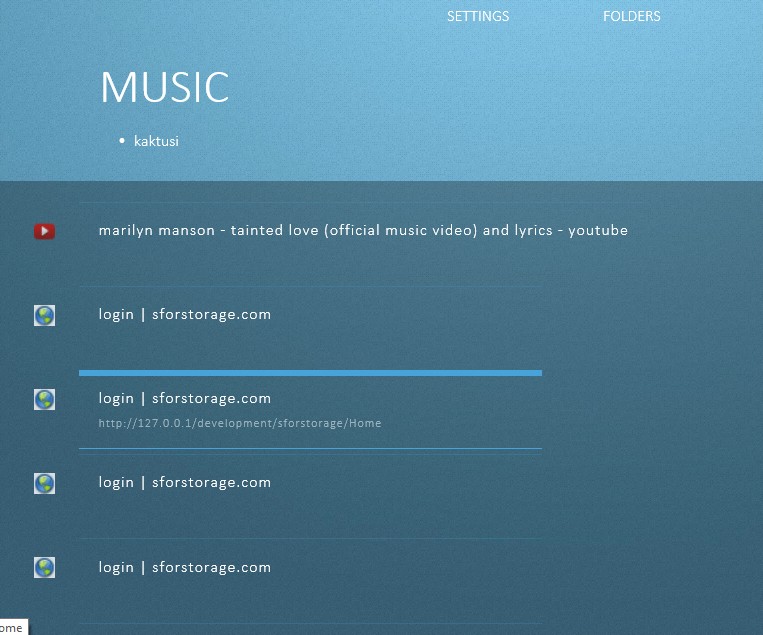 SETTINGS FOLDERS
MUSIC
• kaktusi
marilyn manson - tainted love (official music video) and lyrics - youtube
login | sforstorage.com
login | sforstorage.com
http://127.0.0.1/development/sforstorage/Home
login | sforstorage.com
login | sforstorage.com
ome